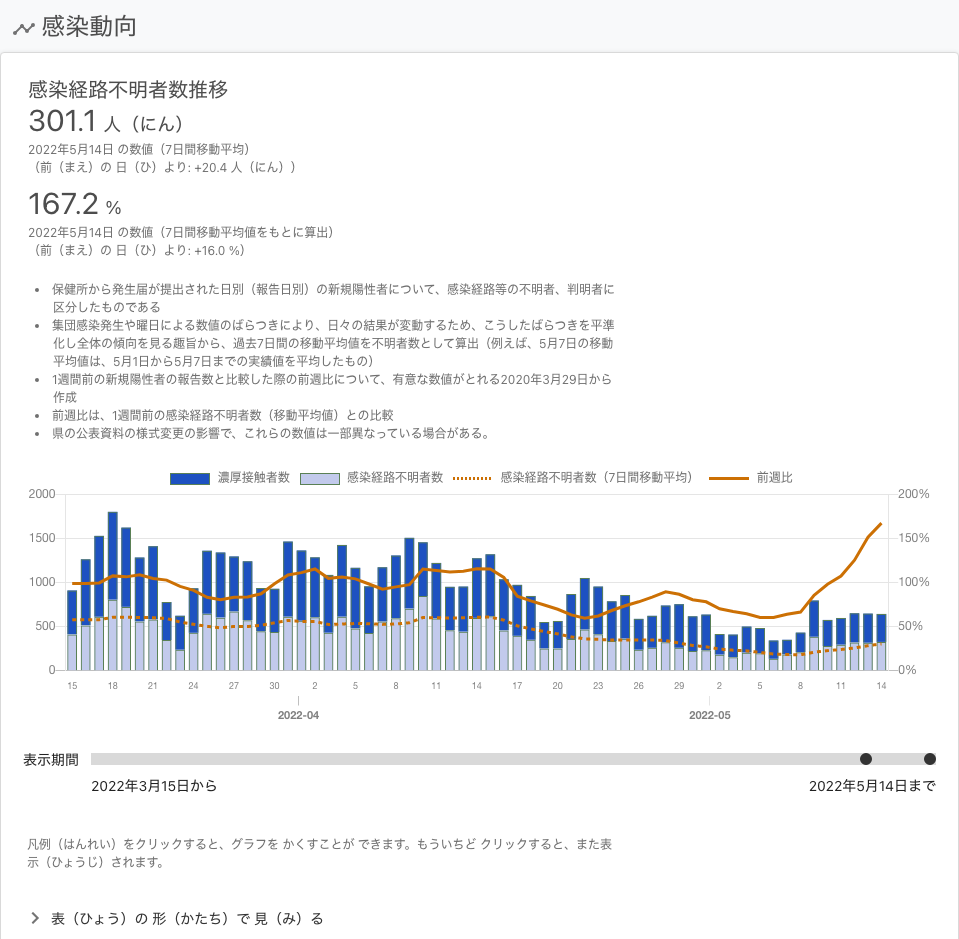 感染動向
感染経路不明者数推移
301.1 人（にん）
2022年5月14日 の数値（7日間移動平均）
（前（まえ）の 日（ひ）より: +20.4 人（にん））
167.2 %
2022年5月14日 の数値（7日間移動平均値をもとに算出）
（前（まえ）の 日（ひ）より: +16.0 %）
• 保健所から発生届が提出された日別（報告日別）の新規陽性者について、感染経路等の不明者、判明者に
区分したものである
• 集団感染発生や曜日による数値のばらつきにより、日々の結果が変動するため、こうしたばらつきを平準
化し全体の傾向を見る趣旨から、過去7日間の移動平均値を不明者数として算出（例えば、5月7日の移動
平均値は、5月1日から5月7日までの実績値を平均したもの）
• 1週間前の新規陽性者の報告数と比較した際の前週比について、有意な数値がとれる2020年3月29日から
作成
• 前週比は、1週間前の感染経路不明者数（移動平均値）との比較
• 県の公表資料の様式変更の影響で、これらの数値は一部異なっている場合がある。
濃厚接触者数 感染経路不明者数 感染経路不明者数（7日間移動平均） 前週比
2000 200%
1500 150%
1000 100%
500 50%
0 0%
15 18 21 24 27 30 2 5 8 11 14 17 20 23 26 29 2 5 8 11 14
2022-04 2022-05
表示期間
2022年3月15日から 2022年5月14日まで
凡例（はんれい）をクリックすると、グラフを かくすことが できます。もういちど クリックすると、また表
示（ひょうじ）されます。
表（ひょう）の 形（かたち）で 見（み）る